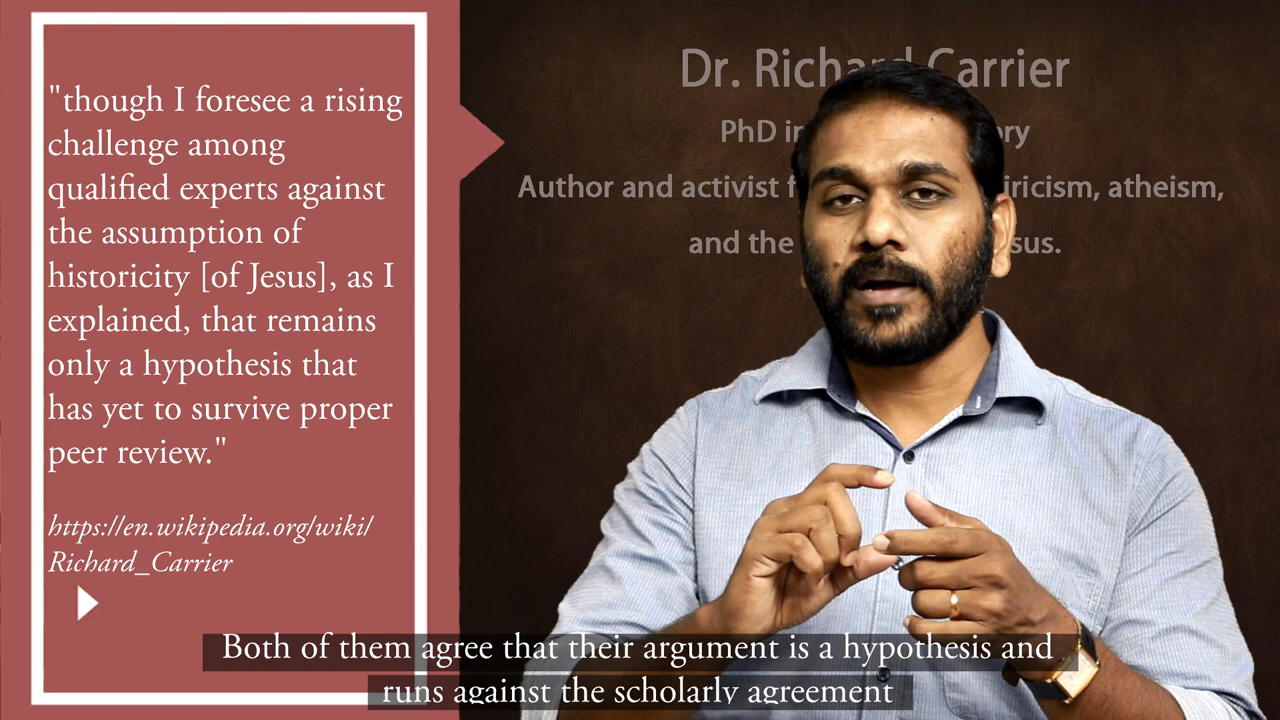 "though I foresee a rising
challenge among
qualified experts against
the assumption of
historicity [of Jesus], as I
explained, that remains
only a hypothesis that
has yet to survive proper
peer review."
https://en.wikipedia.org/wiki/
Richard_Carrier
Dr. Richard Carrier
PhD in ory
Author and activist iricism, atheism,
and the sus.
Both of them agree that their argument is a hypothesis and
runs against the scholarly agreement